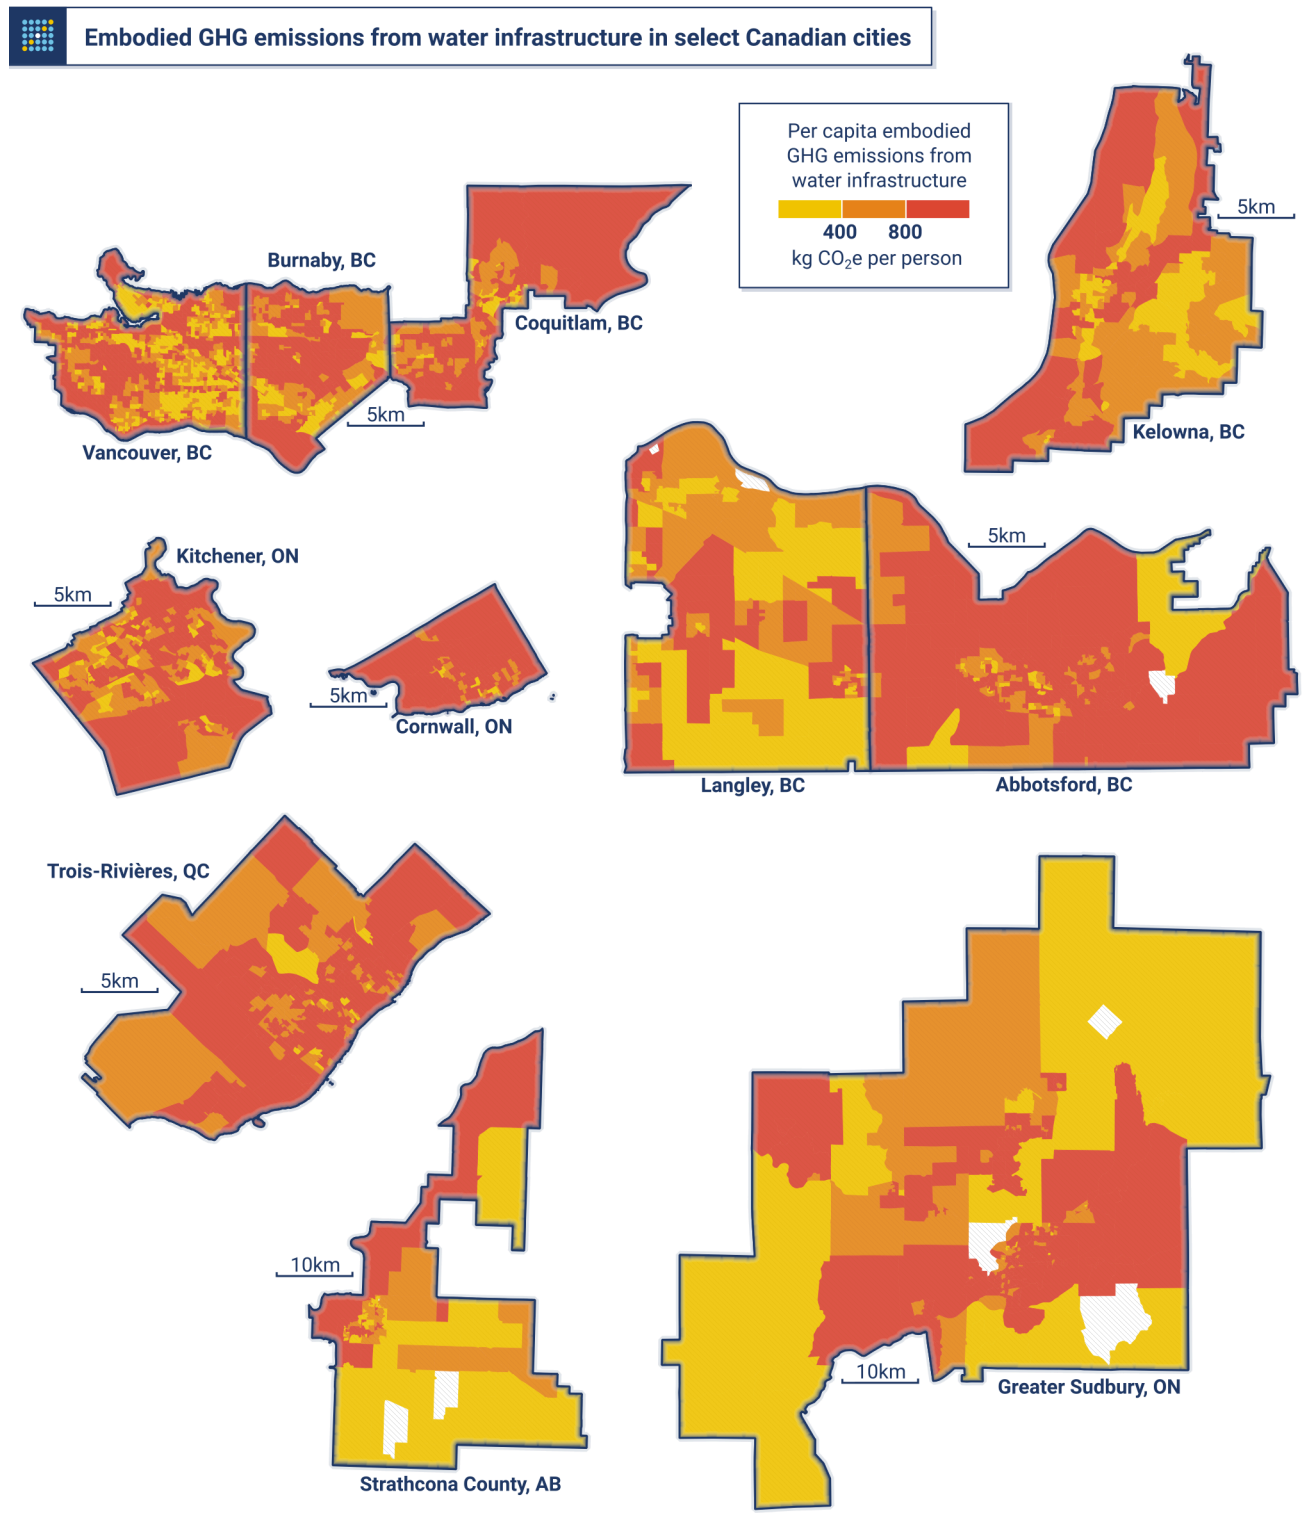 Embodied GHG emissions from water infrastructure in select Canadian cities
Per capita embodied
GHG emissions from
water infrastructure
400 800
kg CO₂e per person
5km
Burnaby, BC
Coquitlam, BC
5km
Vancouver, BC
Kelowna, BC
Kitchener, ON
5km
5km
5km
Cornwall, ON
Langley, BC
Abbotsford, BC
Trois-Rivières, QC
5km
10km
10km
Greater Sudbury, ON
Strathcona County, AB